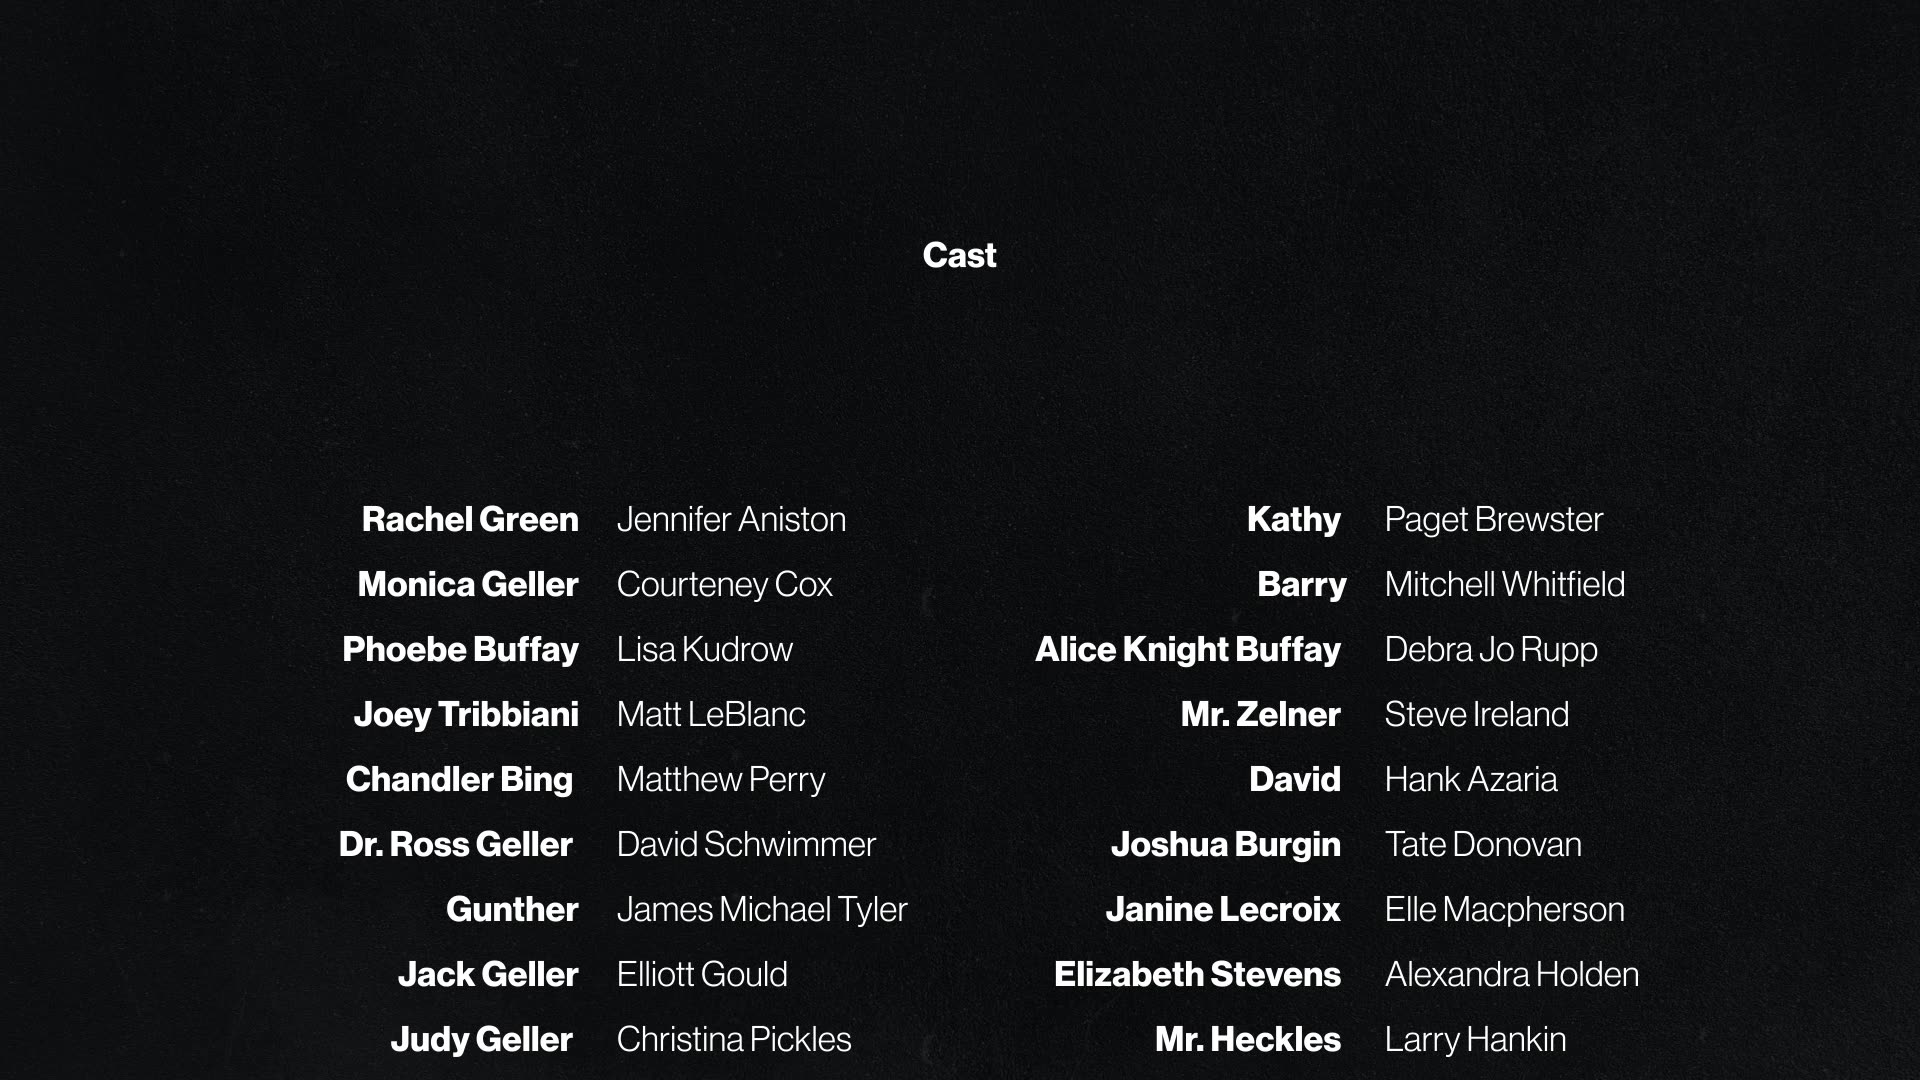 Cast
Rachel Green Jennifer Aniston
Monica Geller Courteney Cox
Phoebe Buffay Lisa Kudrow
Joey Tribbiani Matt LeBlanc
Chandler Bing Matthew Perry
Dr. Ross Geller David Schwimmer
Gunther James Michael Tyler
Jack Geller Elliott Gould
Judy Geller Christina Pickles
Kathy Paget Brewster
Barry Mitchell Whitfield
Alice Knight Buffay Debra Jo Rupp
Mr. Zelner Steve Ireland
David Hank Azaria
Joshua Burgin Tate Donovan
Janine Lecroix Elle Macpherson
Elizabeth Stevens Alexandra Holden
Mr. Heckles Larry Hankin